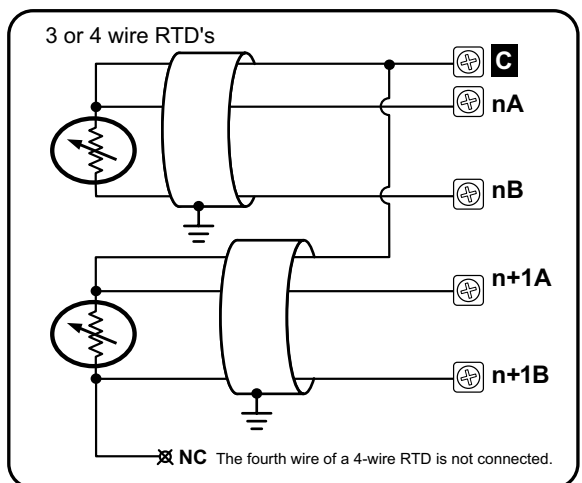 3 or 4 wire RTD's
C
nA
nB
n+1A
n+1B
NC The fourth wire of a 4-wire RTD is not connected.